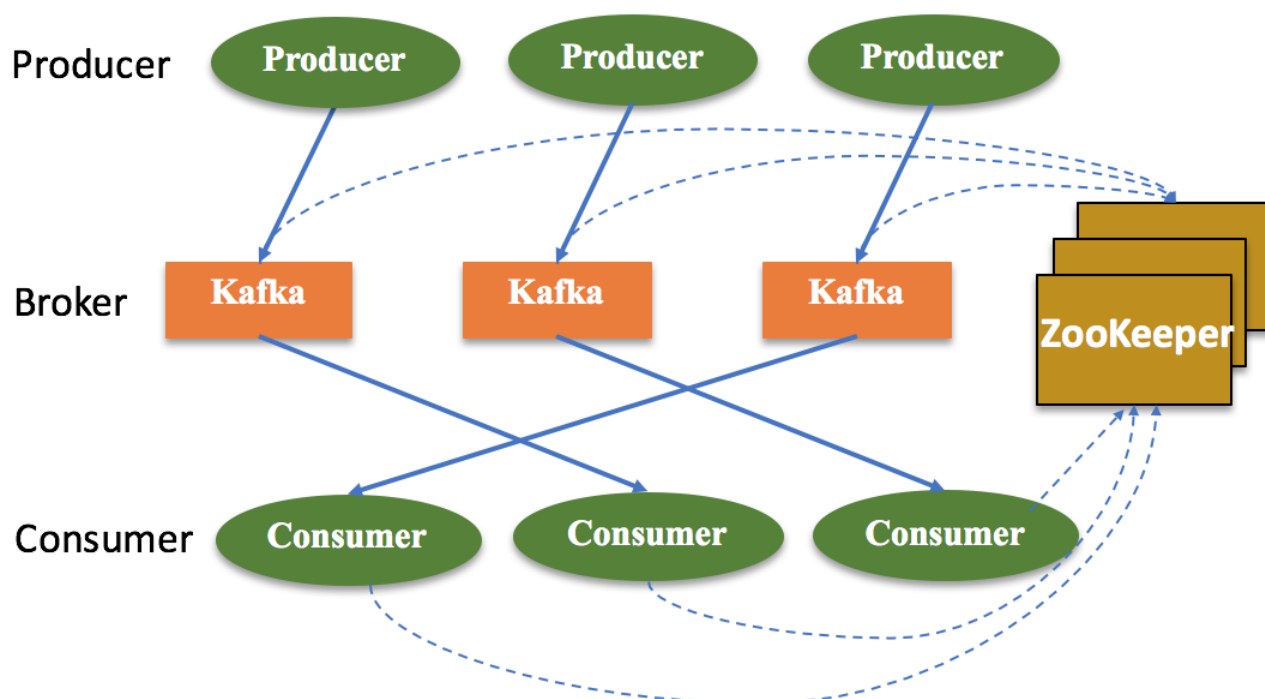 Producer
Producer
Producer
Producer
Broker
Kafka
Kafka
Kafka
ZooKeeper
Consumer
Consumer
Consumer
Consumer